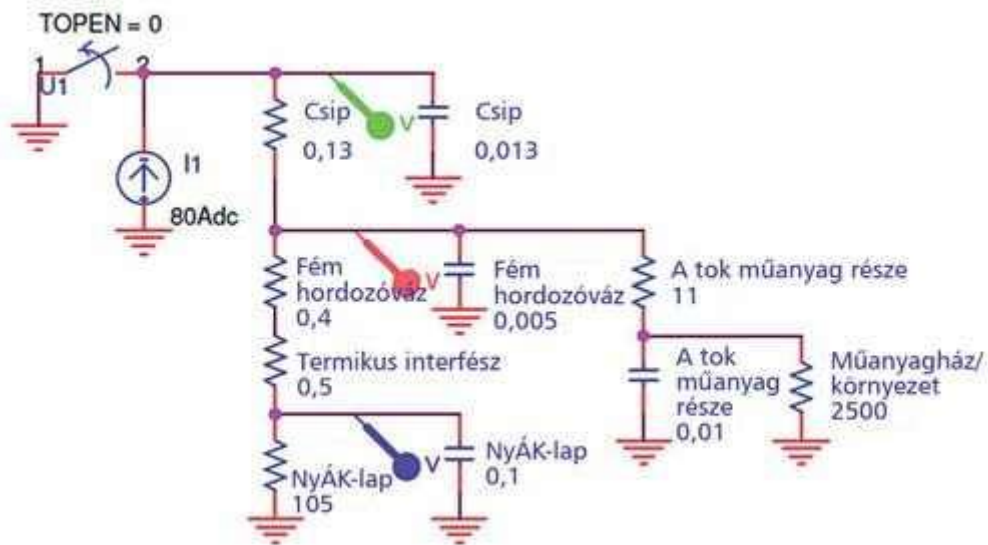 TOPEN = 0
1
2
U1
I1
80Adc
Csip
0,13
V
Csip
0,013
Fém
hordozóváz
0,4
V
Fém
hordozóváz
0,005
A tok műanyag része
11
Termikus interfész
0,5
A tok
műanyag
része
0,01
Műanyagház/
környezet
2500
NyÁK-lap
105
V
NyÁK-lap
0,1